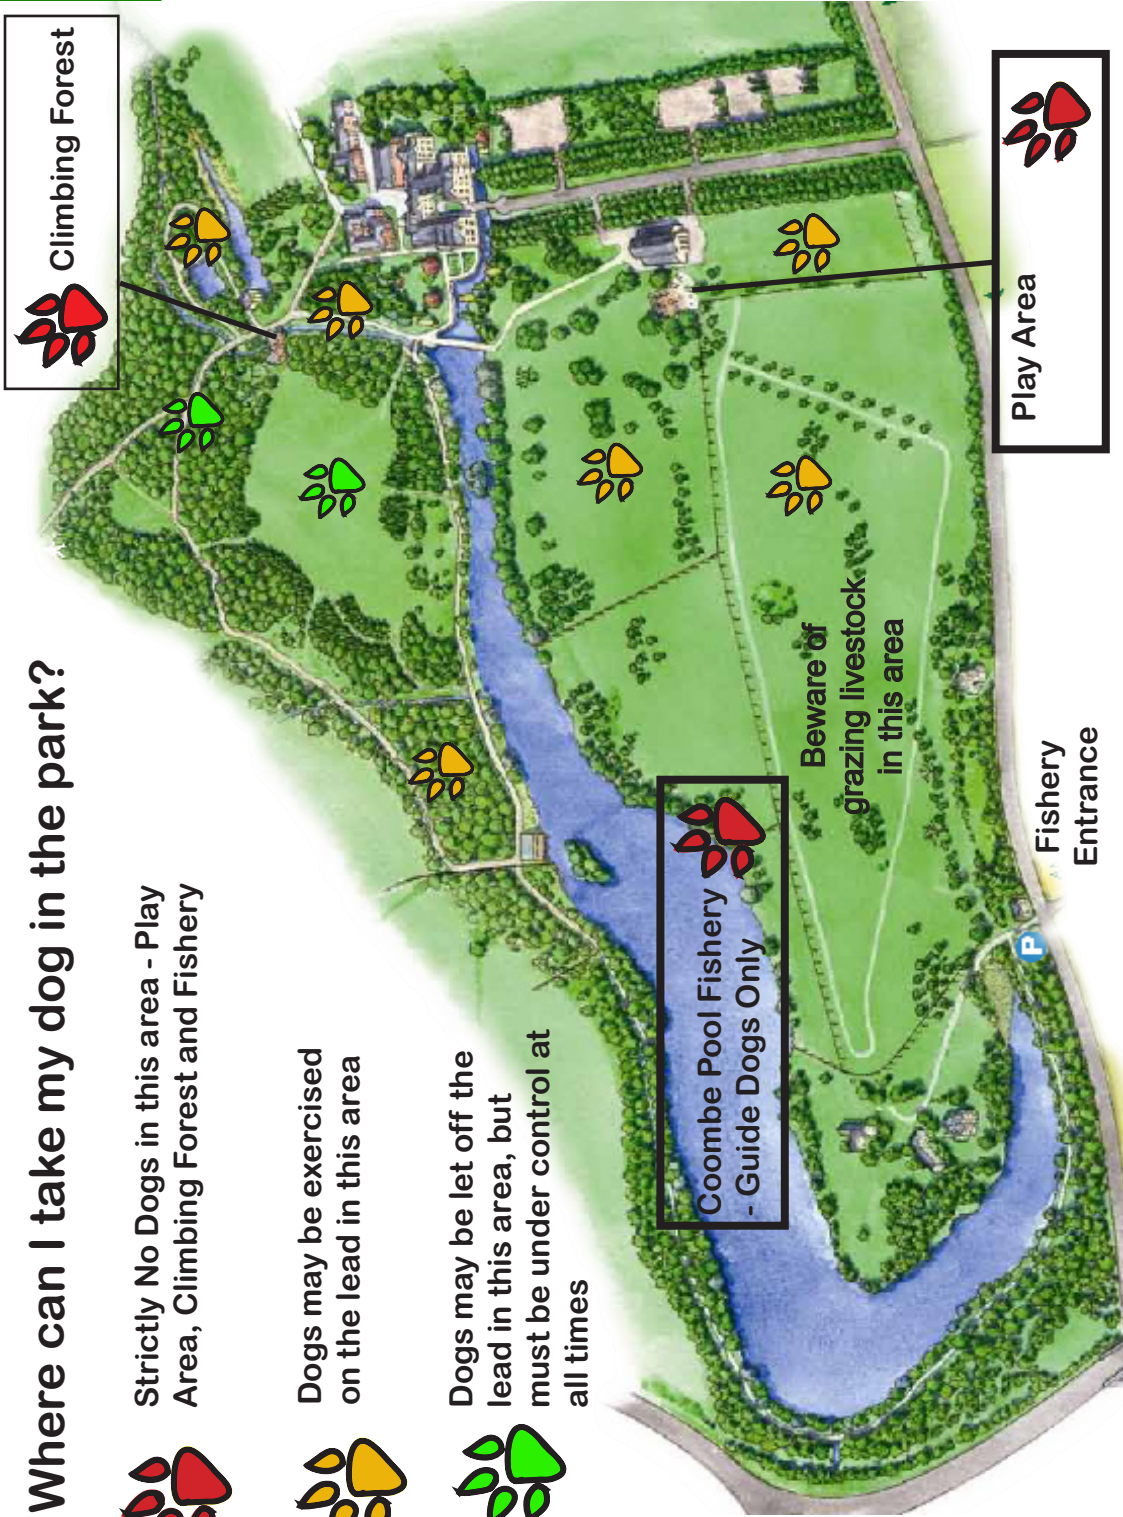 Where can I take my dog in the park?
Strictly No Dogs in this area - Play
Area, Climbing Forest and Fishery
Dogs may be exercised
on the lead in this area
Dogs may be let off the
lead in this area, but
must be under control at
all times
Climbing Forest
Coombe Pool Fishery
- Guide Dogs Only
Beware of
grazing livestock
in this area
Play Area
Fishery
Entrance
P